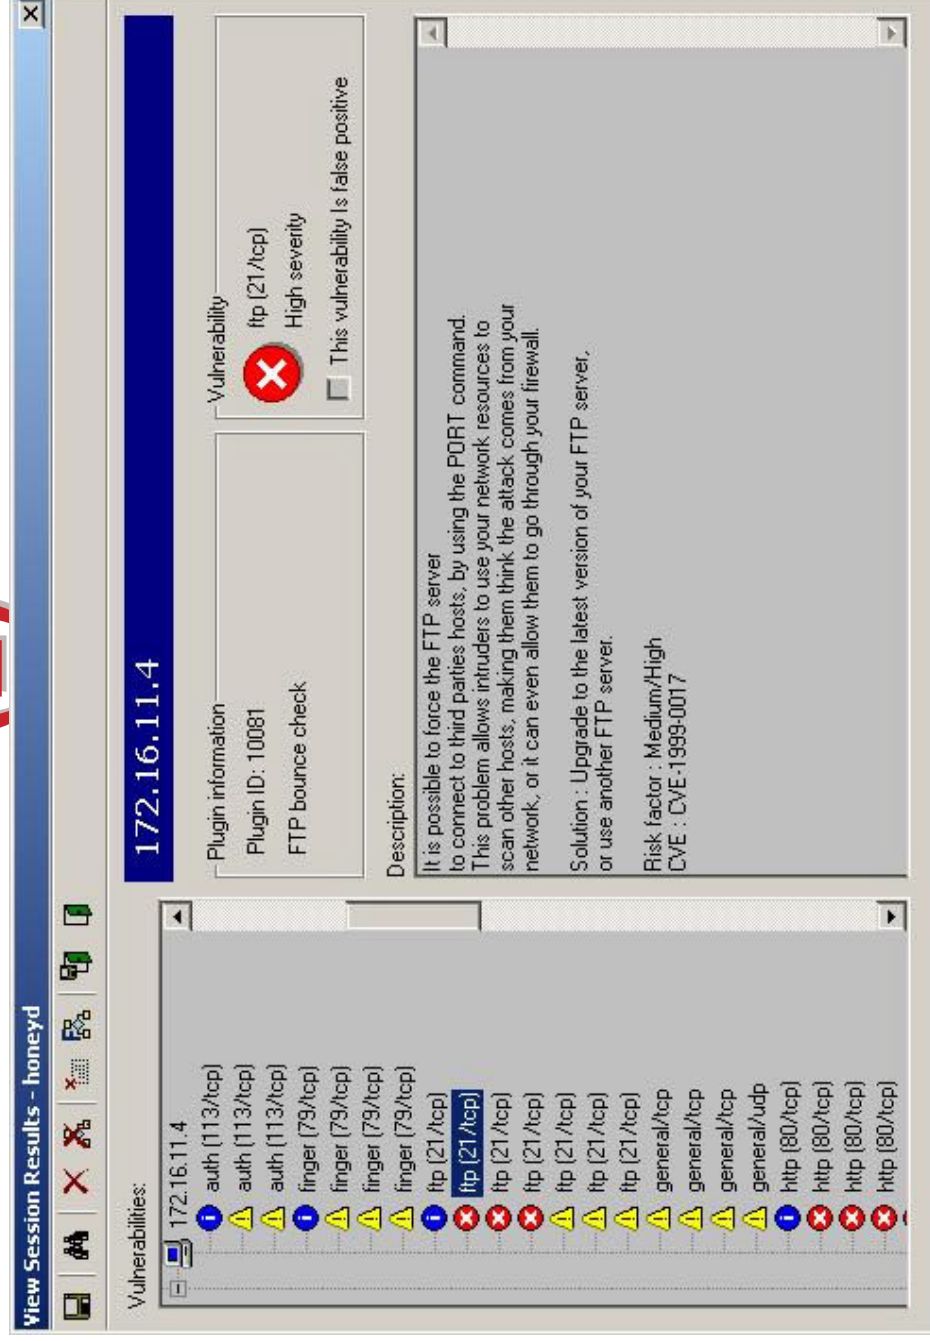 View Session Results - honeyd
Vulnerabilities:
172.16.11.4
auth (113/tcp)
auth (113/tcp)
auth (113/tcp)
finger (79/tcp)
finger (79/tcp)
finger (79/tcp)
finger (79/tcp)
ftp (21/tcp)
ftp (21/tcp)
ftp (21/tcp)
ftp (21/tcp)
ftp (21/tcp)
ftp (21/tcp)
ftp (21/tcp)
general/tcp
general/tcp
general/tcp
general/udp
http (80/tcp)
http (80/tcp)
http (80/tcp)
http (80/tcp)
172.16.11.4
Plugin information
Plugin ID: 10081
FTP bounce check
Vulnerability
ftp (21/tcp)
High severity
This vulnerability Is false positive
Description:
It is possible to force the FTP server
to connect to third parties hosts, by using the PORT command.
This problem allows intruders to use your network resources to
scan other hosts, making them think the attack comes from your
network, or it can even allow them to go through your firewall.
Solution : Upgrade to the latest version of your FTP server,
or use another FTP server.
Risk factor : Medium/High
CVE : CVE-1999-0017